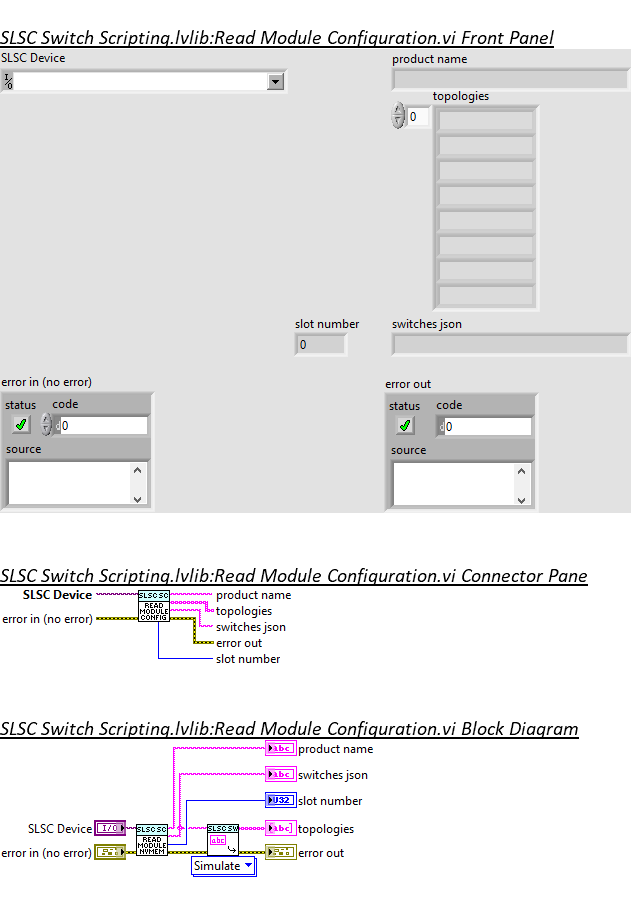 SLSC Switch Scripting.lvlib:Read Module Configuration.vi Front Panel
SLSC Device
product name
I/O
topologies
0
slot number
switches json
0
error in (no error)
error out
status code
status code
d0
d0
source
source
SLSC Switch Scripting.lvlib:Read Module Configuration.vi Connector Pane
SLSC Device
SLSC SC
product name
READ
MODULE
CONFIG
topologies
error in (no error)
switches json
error out
slot number
SLSC Switch Scripting.lvlib:Read Module Configuration.vi Block Diagram
abc
product name
abc
switches json
U32
slot number
SLSC Device
I/O
SLSC SC
SLSC SW
abc
topologies
READ
MODULE
NVMEM
abc
error in (no error)
error out
Simulate